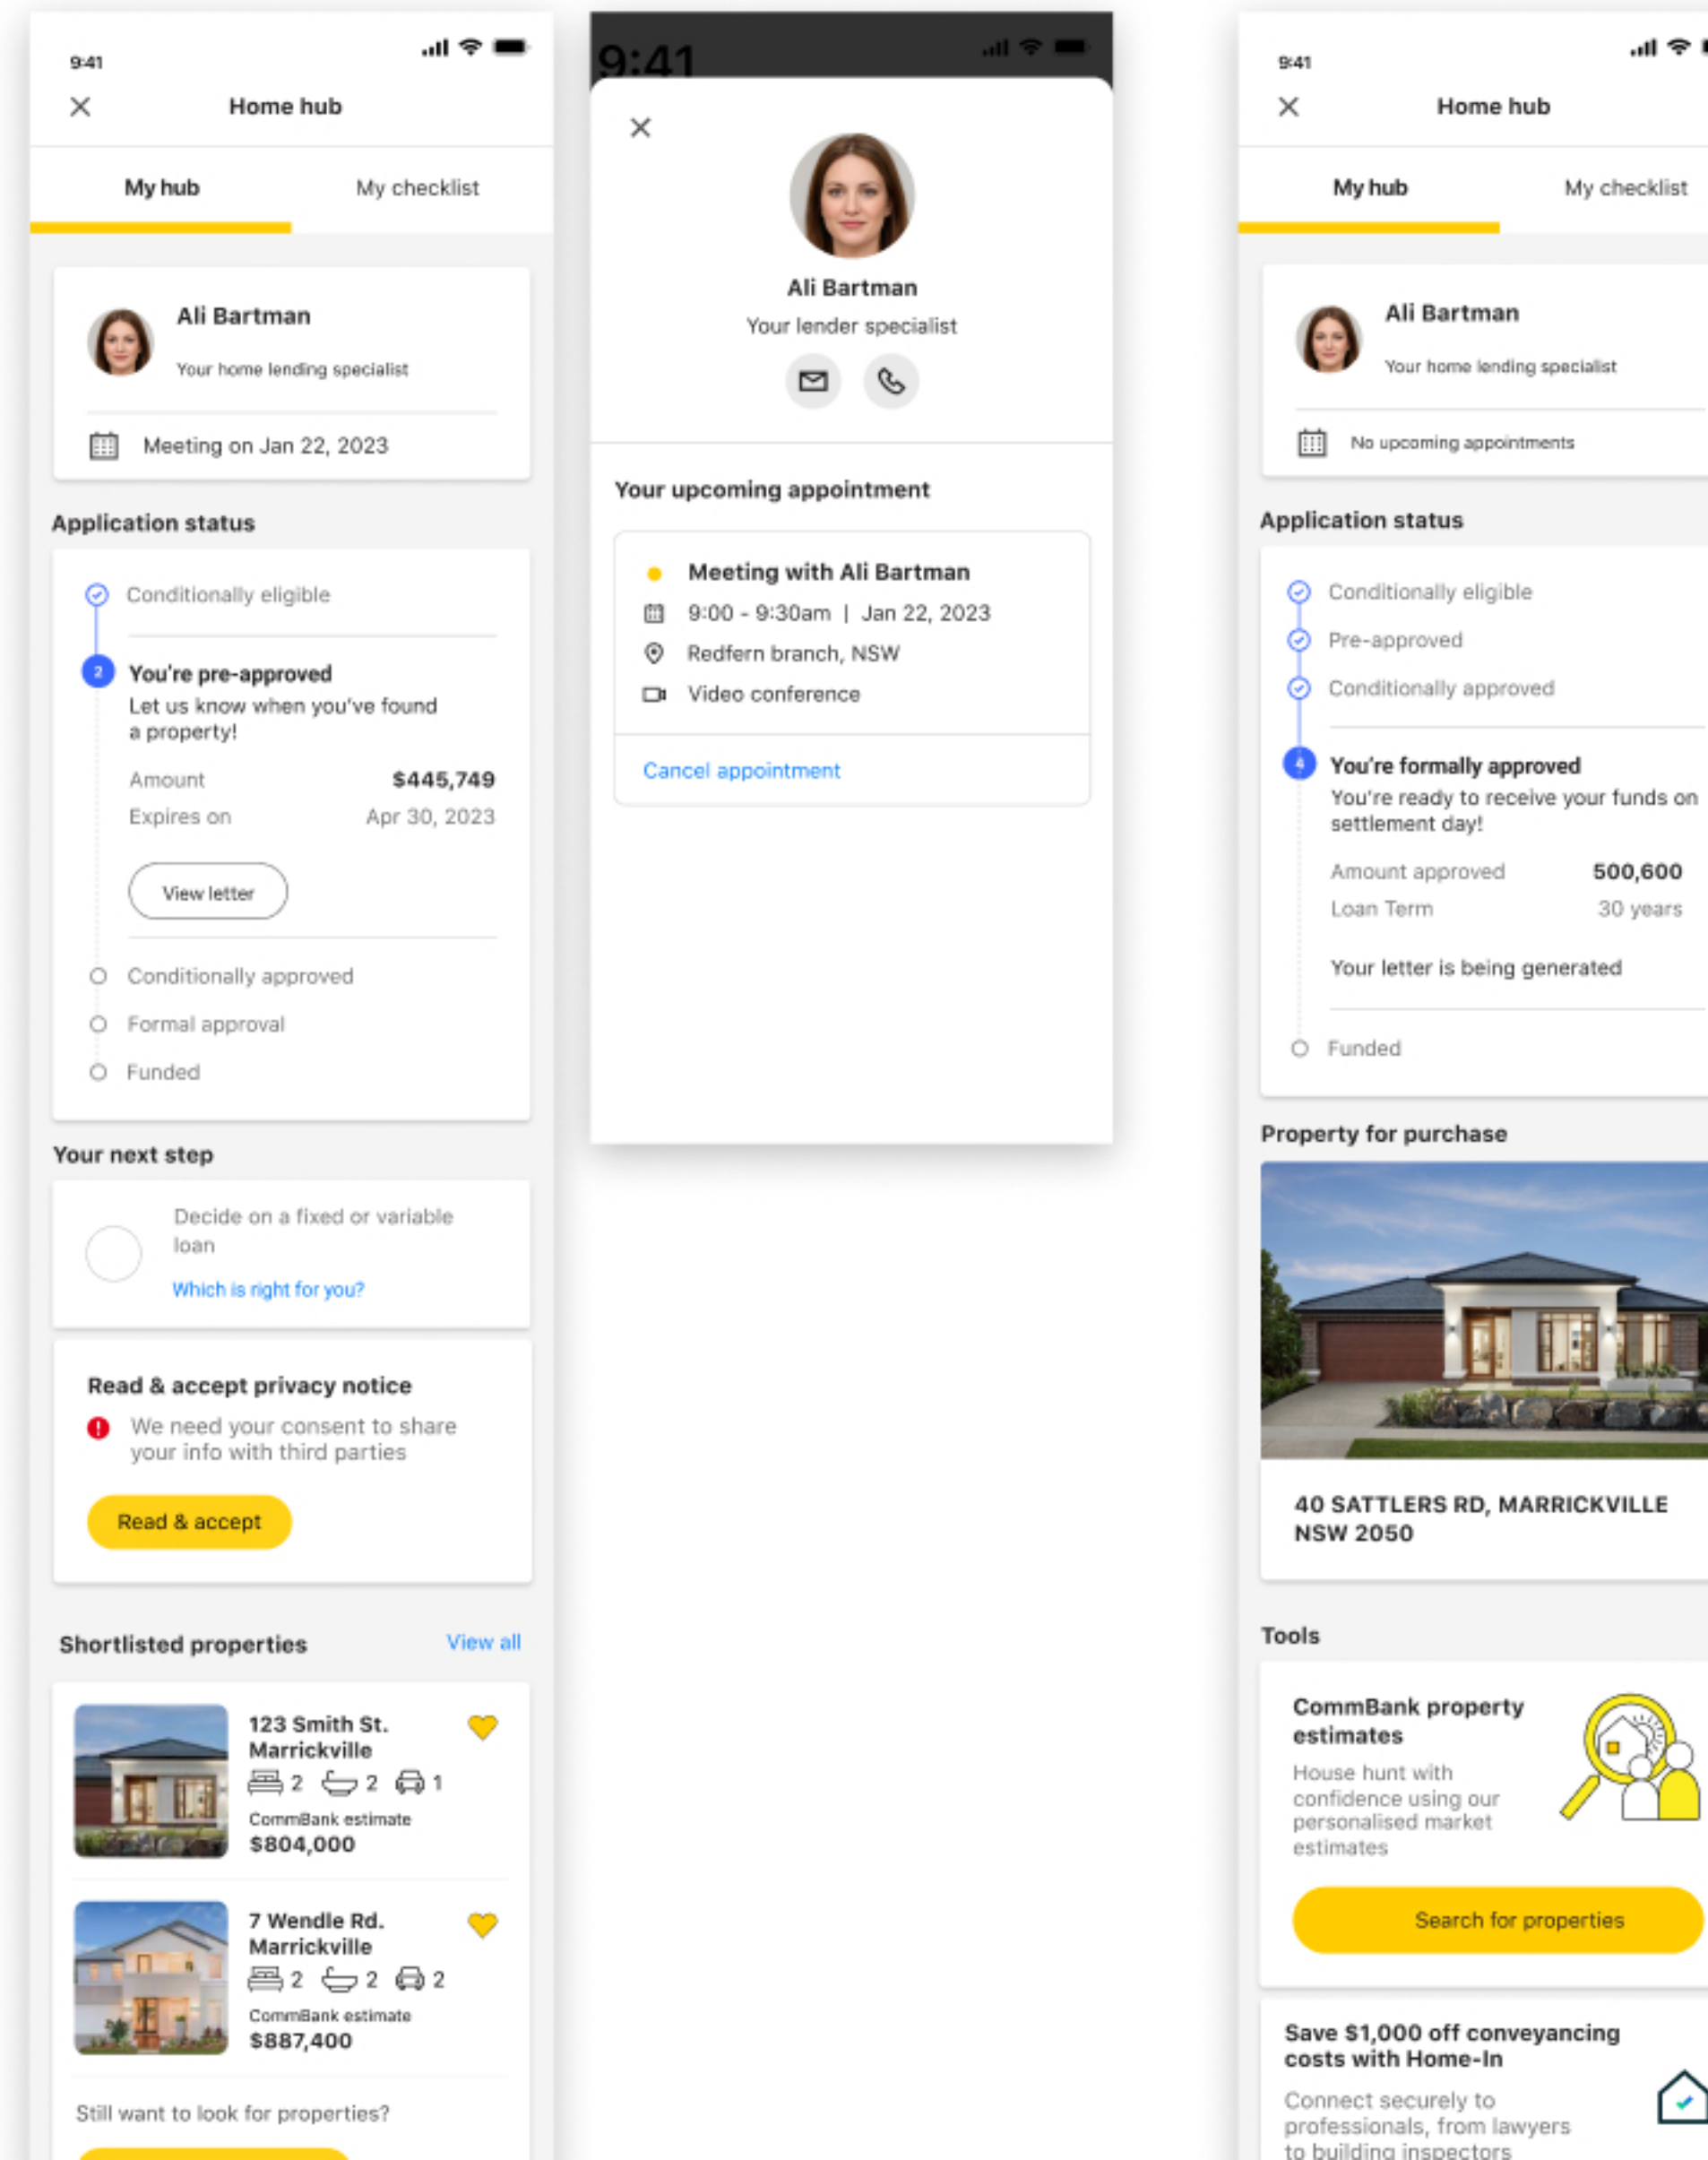 9:41
Home hub
My hub
My checklist
Ali Bartman
Your home lending specialist
Meeting on Jan 22, 2023
Application status
Conditionally eligible
2
You're pre-approved
Let us know when you've found
a property!
Amount
$445,749
Expires on
Apr 30, 2023
View letter
Conditionally approved
Formal approval
Funded
Your next step
Decide on a fixed or variable
loan
Which is right for you?
Read & accept privacy notice
We need your consent to share
your info with third parties
Read & accept
Shortlisted properties
View all
123 Smith St.
Marrickville
2 2 1
CommBank estimate
$804,000
7 Wendle Rd.
Marrickville
2 2 2
CommBank estimate
$887,400
Still want to look for properties?
9:41
Ali Bartman
Your lender specialist
Your upcoming appointment
Meeting with Ali Bartman
9:00 - 9:30am | Jan 22, 2023
Redfern branch, NSW
Video conference
Cancel appointment
9:41
Home hub
My hub
My checklist
Ali Bartman
Your home lending specialist
No upcoming appointments
Application status
Conditionally eligible
Pre-approved
Conditionally approved
4
You're formally approved
You're ready to receive your funds on
settlement day!
Amount approved
500,600
Loan Term
30 years
Your letter is being generated
Funded
Property for purchase
40 SATTLERS RD, MARRICKVILLE
NSW 2050
Tools
CommBank property
estimates
House hunt with
confidence using our
personalised market
estimates
Search for properties
Save $1,000 off conveyancing
costs with Home-In
Connect securely to
professionals, from lawyers
to building inspectors